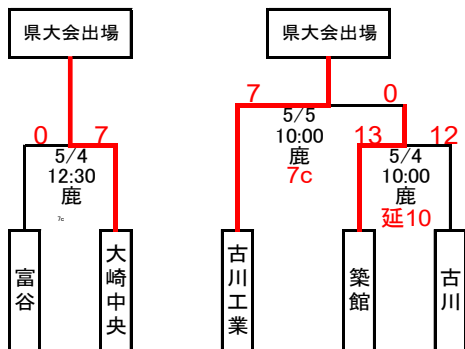 県大会出場
0 7
5/4
12:30
鹿
7c
富谷
大崎中央
県大会出場
7 0
5/5
10:00
鹿
7c
13 12
5/4
10:00
鹿
延10
古川工業
築館
古川